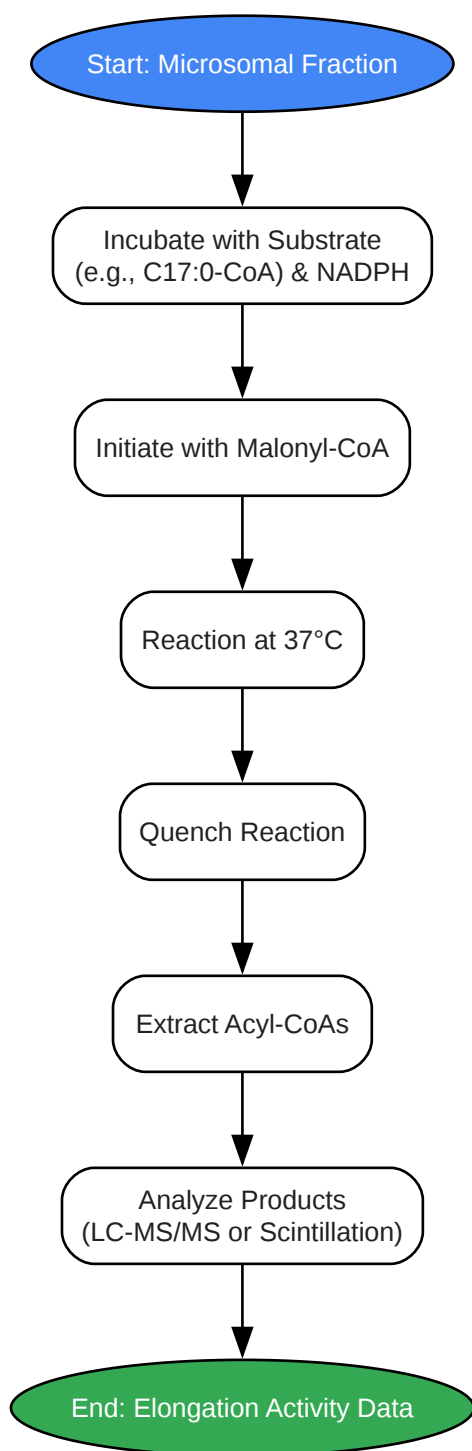 Start: Microsomal Fraction
Incubate with Substrate
(e.g., C17:0-CoA) & NADPH
Initiate with Malonyl-CoA
Reaction at 37°C
Quench Reaction
Extract Acyl-CoAs
Analyze Products
(LC-MS/MS or Scintillation)
End: Elongation Activity Data